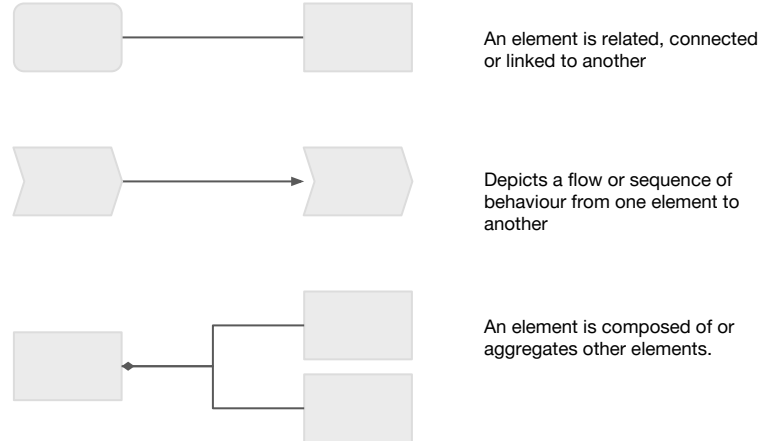 An element is related, connected
or linked to another
Depicts a flow or sequence of
behaviour from one element to
another
An element is composed of or
aggregates other elements.